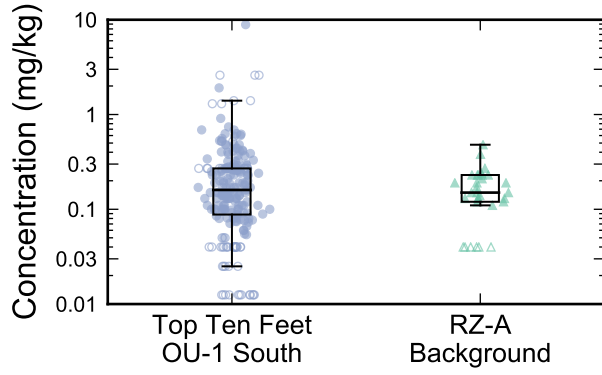 Concentration (mg/kg)
10
3
1
0.3
0.1
0.03
0.01
Top Ten Feet
OU-1 South
RZ-A
Background